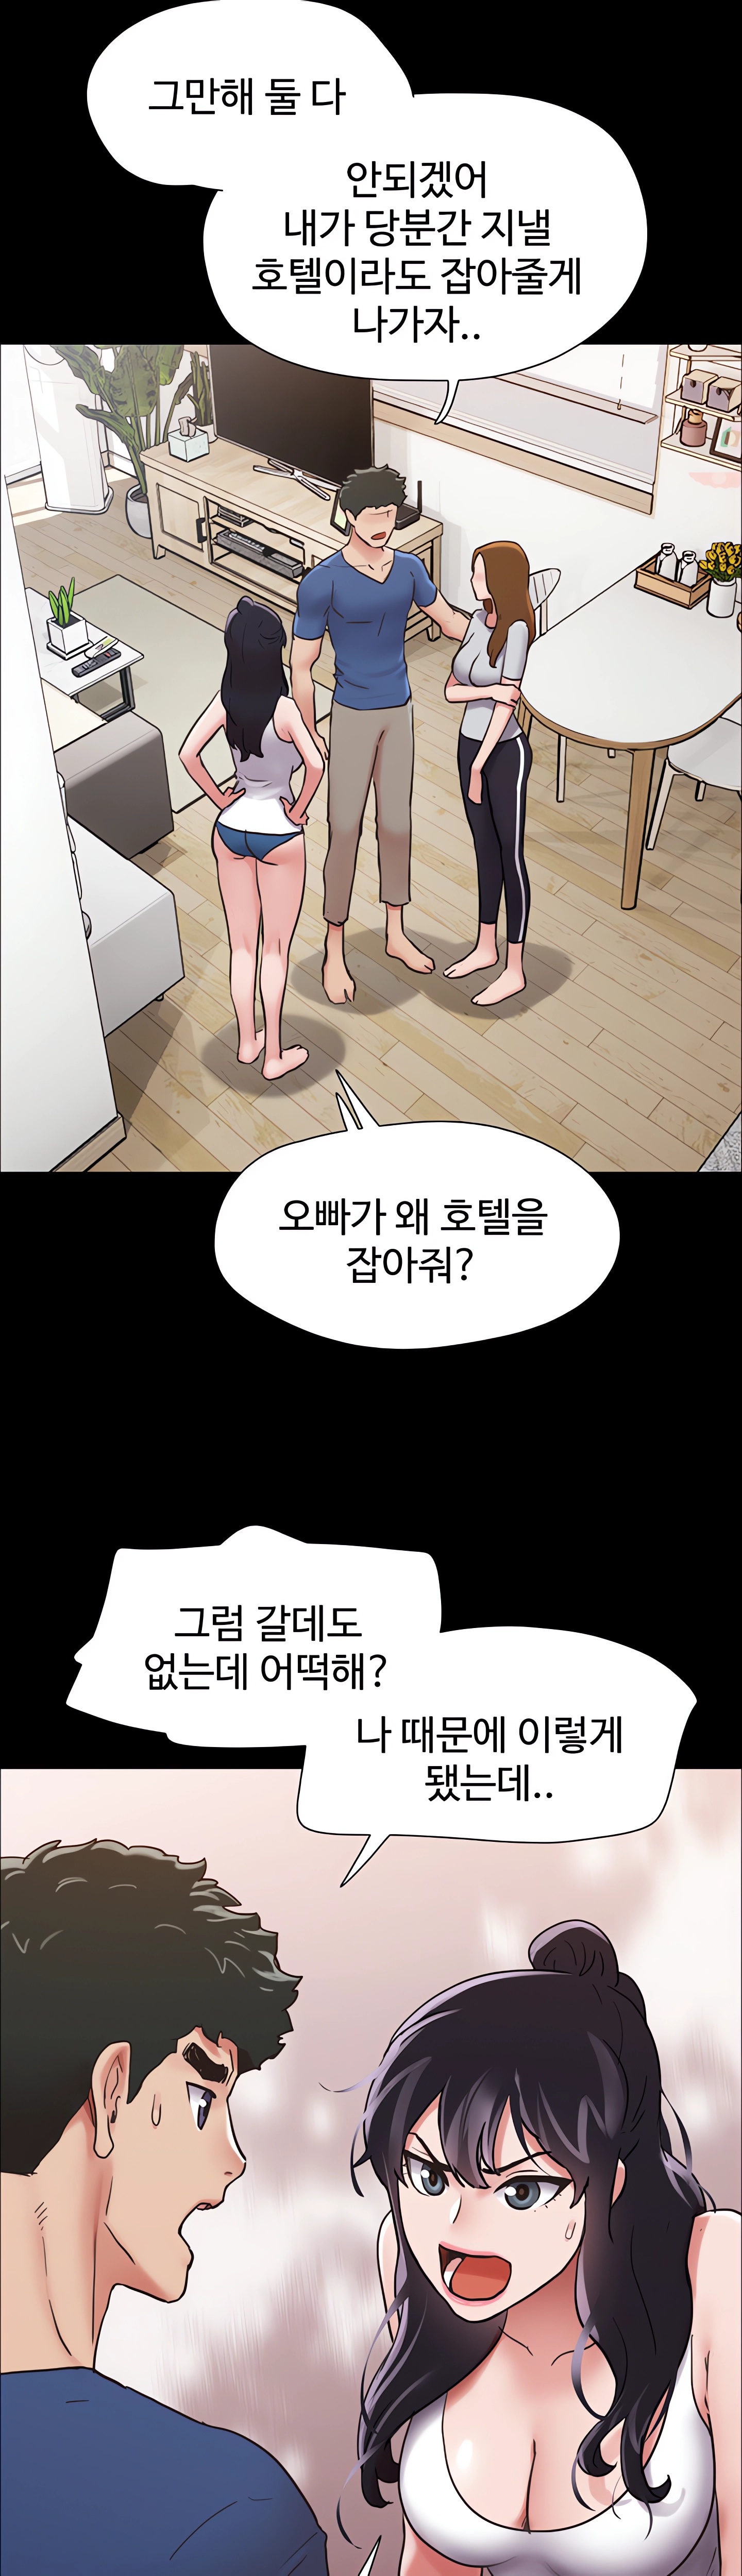 그만해 둘 다
안되겠어
내가 당분간 지낼
호텔이라도 잡아줄게
나가자..
오빠가 왜 호텔을
잡아줘?
그럼 갈데도
없는데 어떡해?
나 때문에 이렇게
됐는데..